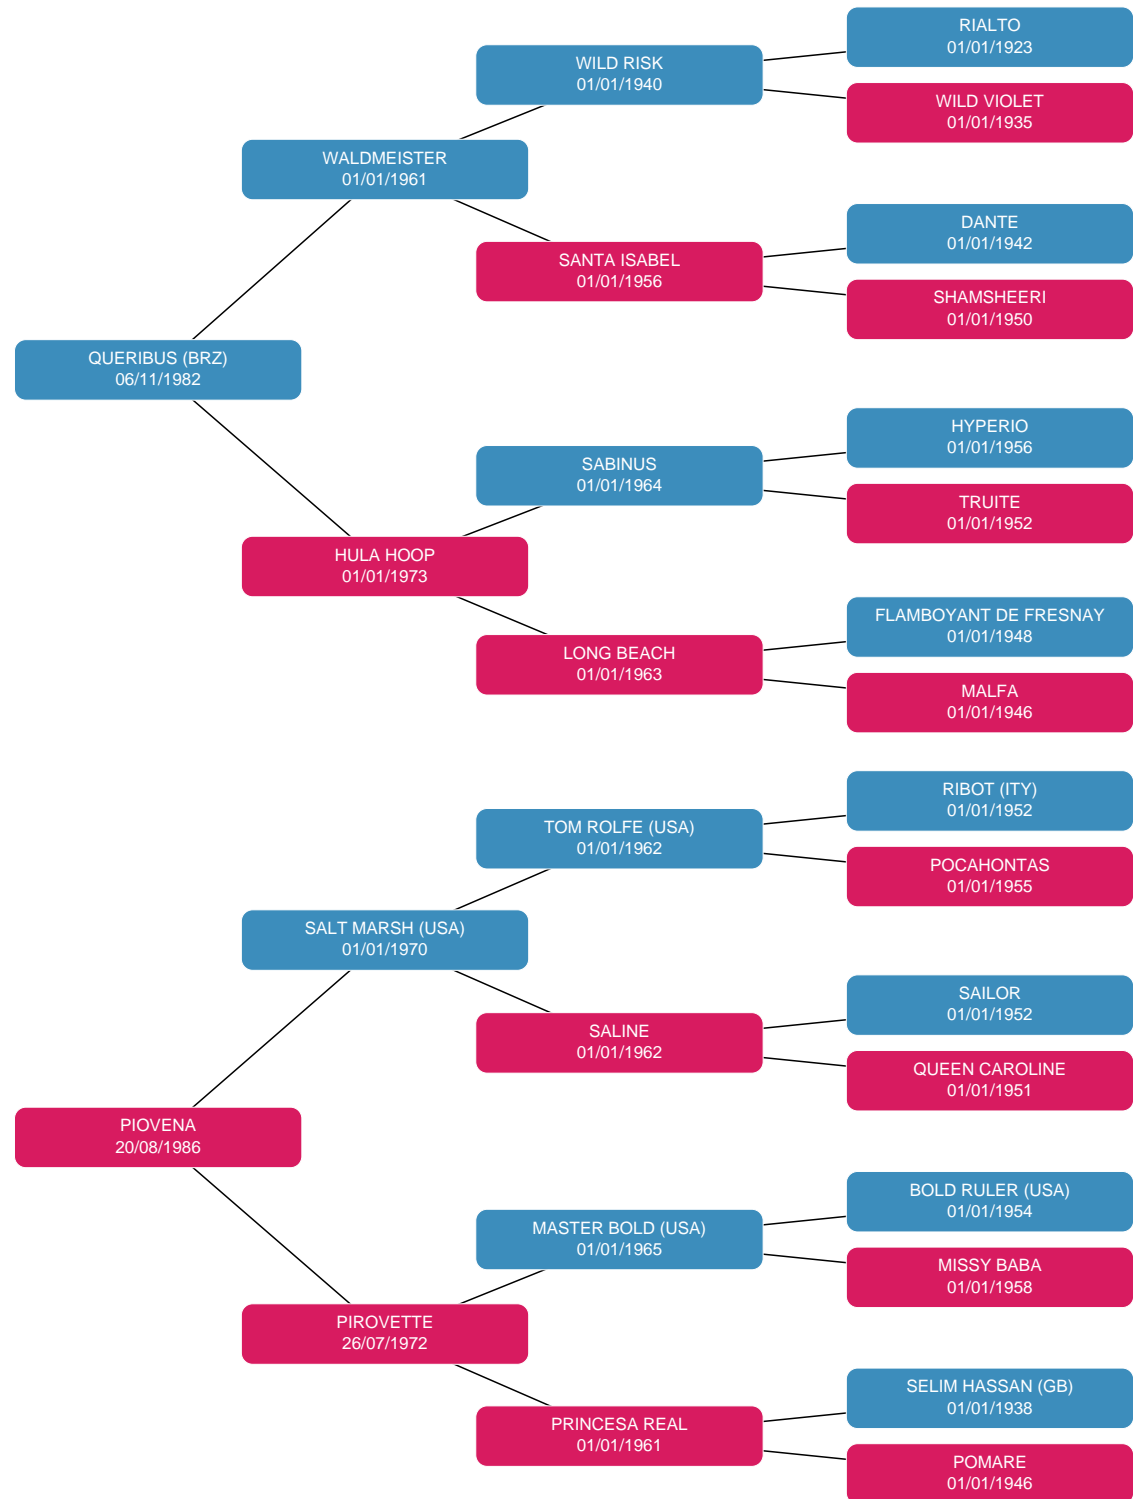 RIALTO
01/01/1923
WILD RISK
01/01/1940
WILD VIOLET
01/01/1935
WALDMEISTER
01/01/1961
DANTE
01/01/1942
SANTA ISABEL
01/01/1956
SHAMSHEERI
01/01/1950
QUERIBUS (BRZ)
06/11/1982
HYPERIO
01/01/1956
SABINUS
01/01/1964
TRUITE
01/01/1952
HULA HOOP
01/01/1973
FLAMBOYANT DE FRESNAY
01/01/1948
LONG BEACH
01/01/1963
MALFA
01/01/1946
RIBOT (ITY)
01/01/1952
TOM ROLFE (USA)
01/01/1962
POCAHONTAS
01/01/1955
SALT MARSH (USA)
01/01/1970
SAILOR
01/01/1952
SALINE
01/01/1962
QUEEN CAROLINE
01/01/1951
PIOVENA
20/08/1986
BOLD RULER (USA)
01/01/1954
MASTER BOLD (USA)
01/01/1965
MISSY BABA
01/01/1958
PIROVETTE
26/07/1972
SELIM HASSAN (GB)
01/01/1938
PRINCESA REAL
01/01/1961
POMARE
01/01/1946